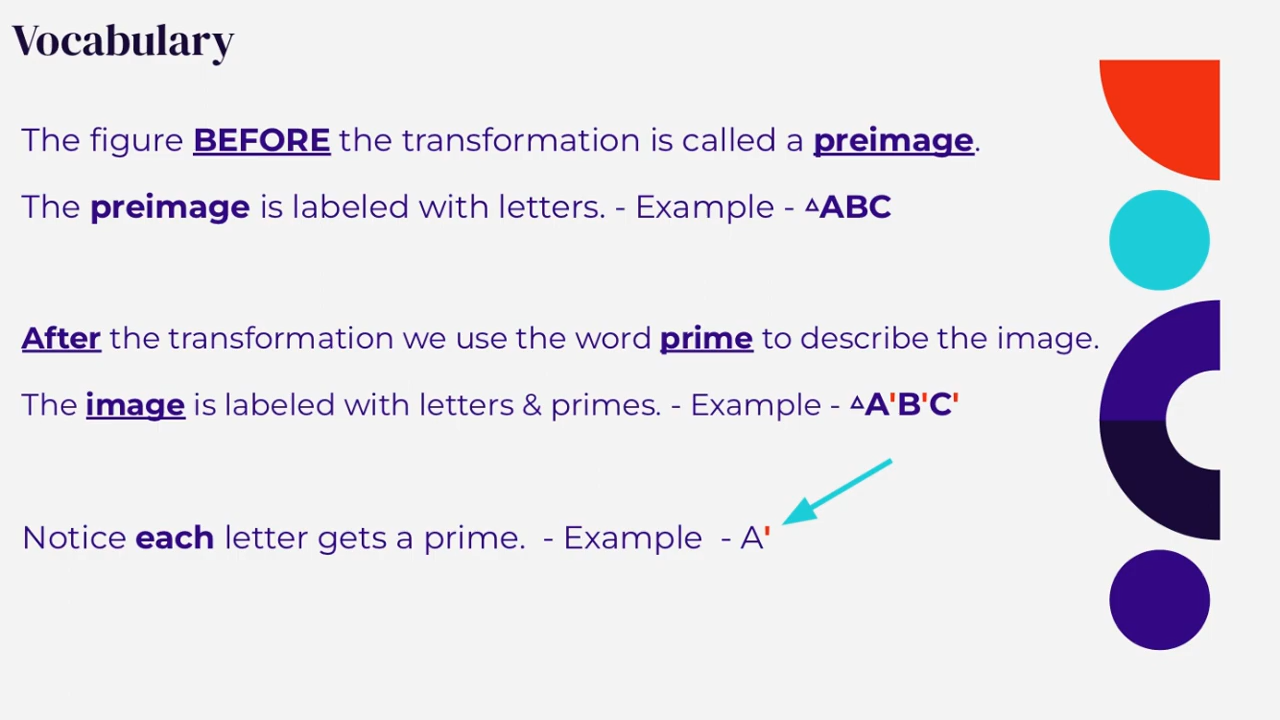 Vocabulary
The figure BEFORE the transformation is called a preimage.
The preimage is labeled with letters. - Example - △ABC
After the transformation we use the word prime to describe the image.
The image is labeled with letters & primes. - Example - △A'B'C'
Notice each letter gets a prime. - Example - A'